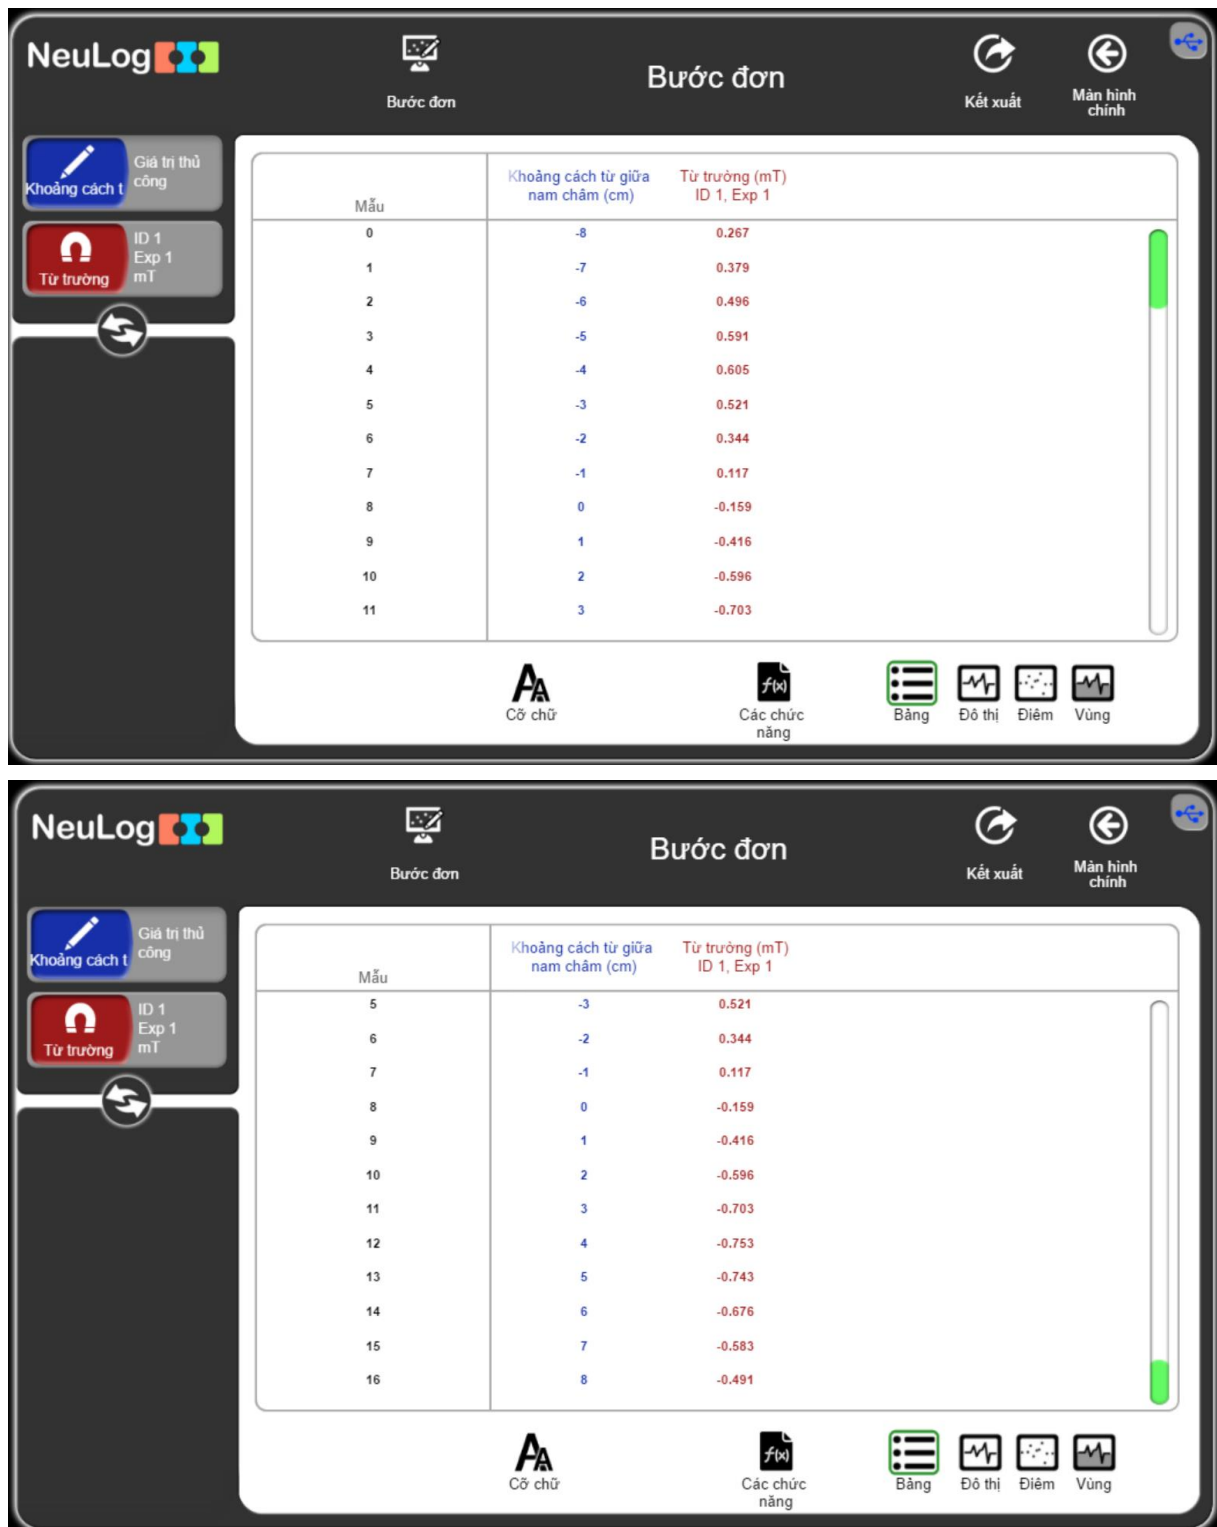 NeuLog
Bước đơn
Bước đơn
Kết xuất
Màn hình
chính
Khoảng cách t
Giá trị thủ
công
Từ trường
ID 1
Exp 1
mT
Mẫu
Khoảng cách từ giữa
nam châm (cm)
Từ trường (mT)
ID 1, Exp 1
0 -8 0.267
1 -7 0.379
2 -6 0.496
3 -5 0.591
4 -4 0.605
5 -3 0.521
6 -2 0.344
7 -1 0.117
8 0 -0.159
9 1 -0.416
10 2 -0.596
11 3 -0.703
Cỡ chữ
f(x)
Các chức
năng
Bảng
Đồ thị
Điểm
Vùng
NeuLog
Bước đơn
Bước đơn
Kết xuất
Màn hình
chính
Khoảng cách t
Giá trị thủ
công
Từ trường
ID 1
Exp 1
mT
Mẫu
Khoảng cách từ giữa
nam châm (cm)
Từ trường (mT)
ID 1, Exp 1
5 -3 0.521
6 -2 0.344
7 -1 0.117
8 0 -0.159
9 1 -0.416
10 2 -0.596
11 3 -0.703
12 4 -0.753
13 5 -0.743
14 6 -0.676
15 7 -0.583
16 8 -0.491
Cỡ chữ
f(x)
Các chức
năng
Bảng
Đồ thị
Điểm
Vùng